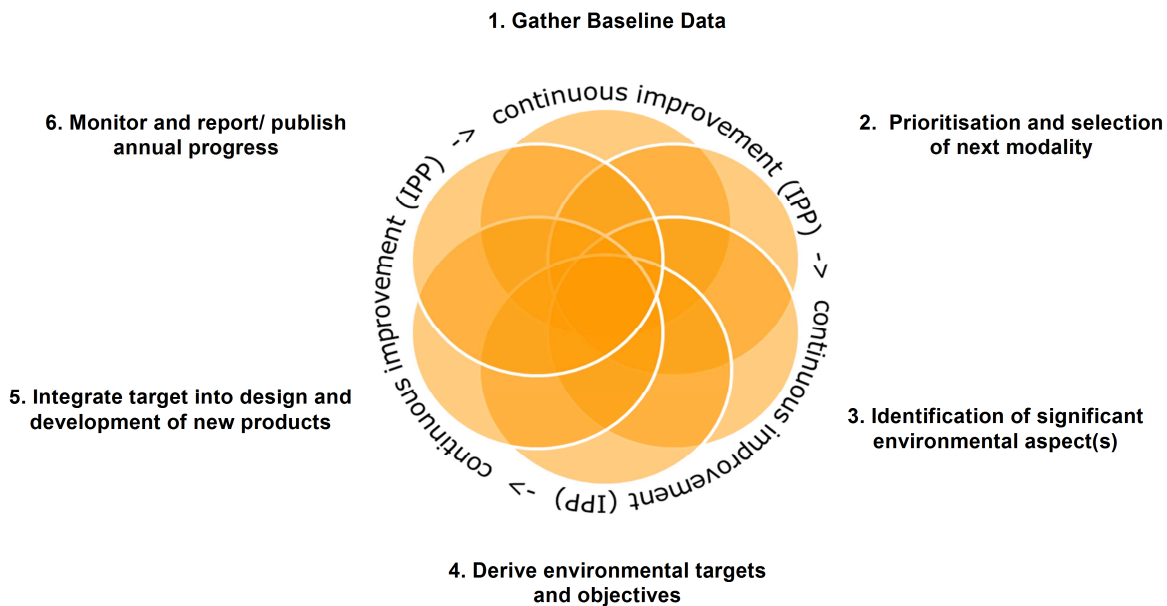 1. Gather Baseline Data
6. Monitor and report/ publish
annual progress
2. Prioritisation and selection
of next modality
continuous improvement (IPP) -> continuous improvement (IPP) -> continuous improvement (IPP) ->
5. Integrate target into design and
development of new products
3. Identification of significant
environmental aspect(s)
4. Derive environmental targets
and objectives